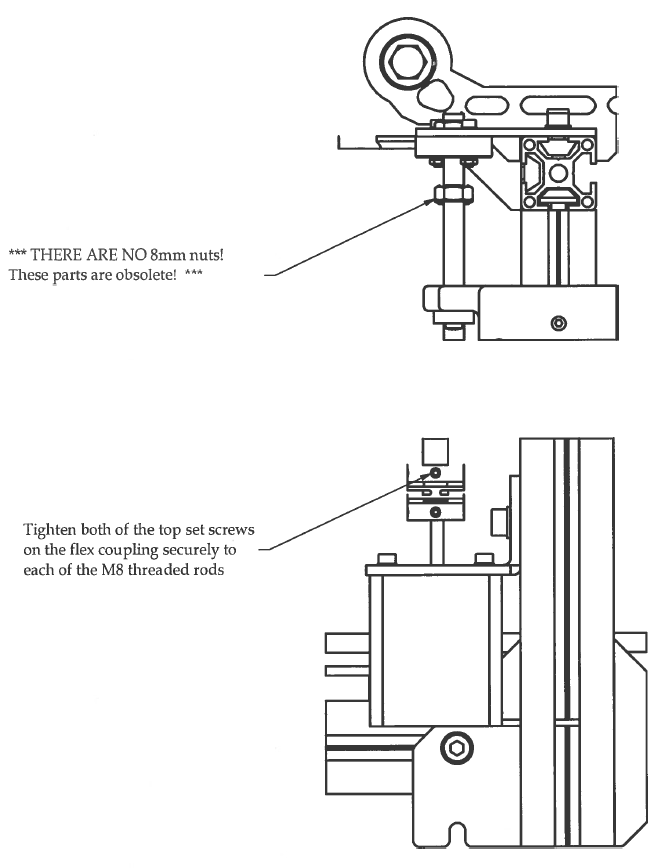 *** THERE ARE NO 8mm nuts!
These parts are obsolete!  ***
Tighten both of the top set screws
on the flex coupling securely to
each of the M8 threaded rods